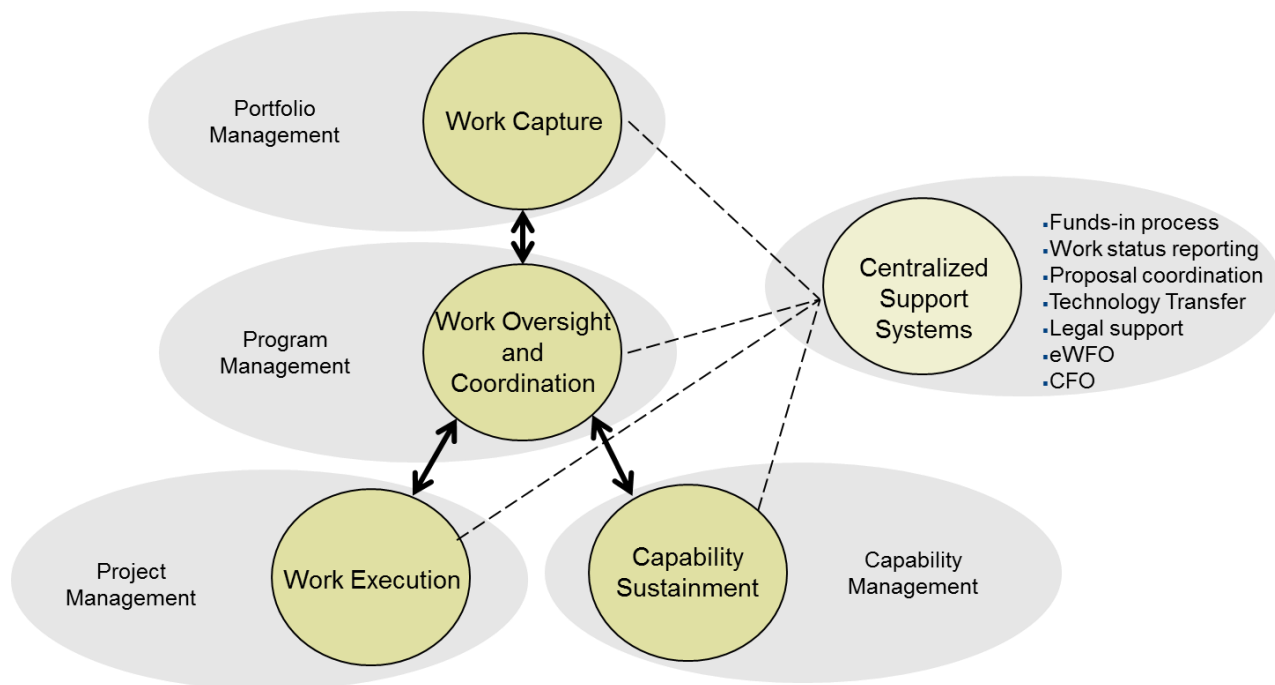 Portfolio
Management
Work Capture
Centralized
Support
Systems
▪Funds-in process
▪Work status reporting
▪Proposal coordination
▪Technology Transfer
▪Legal support
▪eWFO
▪CFO
Program
Management
Work Oversight
and
Coordination
Project
Management
Work Execution
Capability
Sustainment
Capability
Management